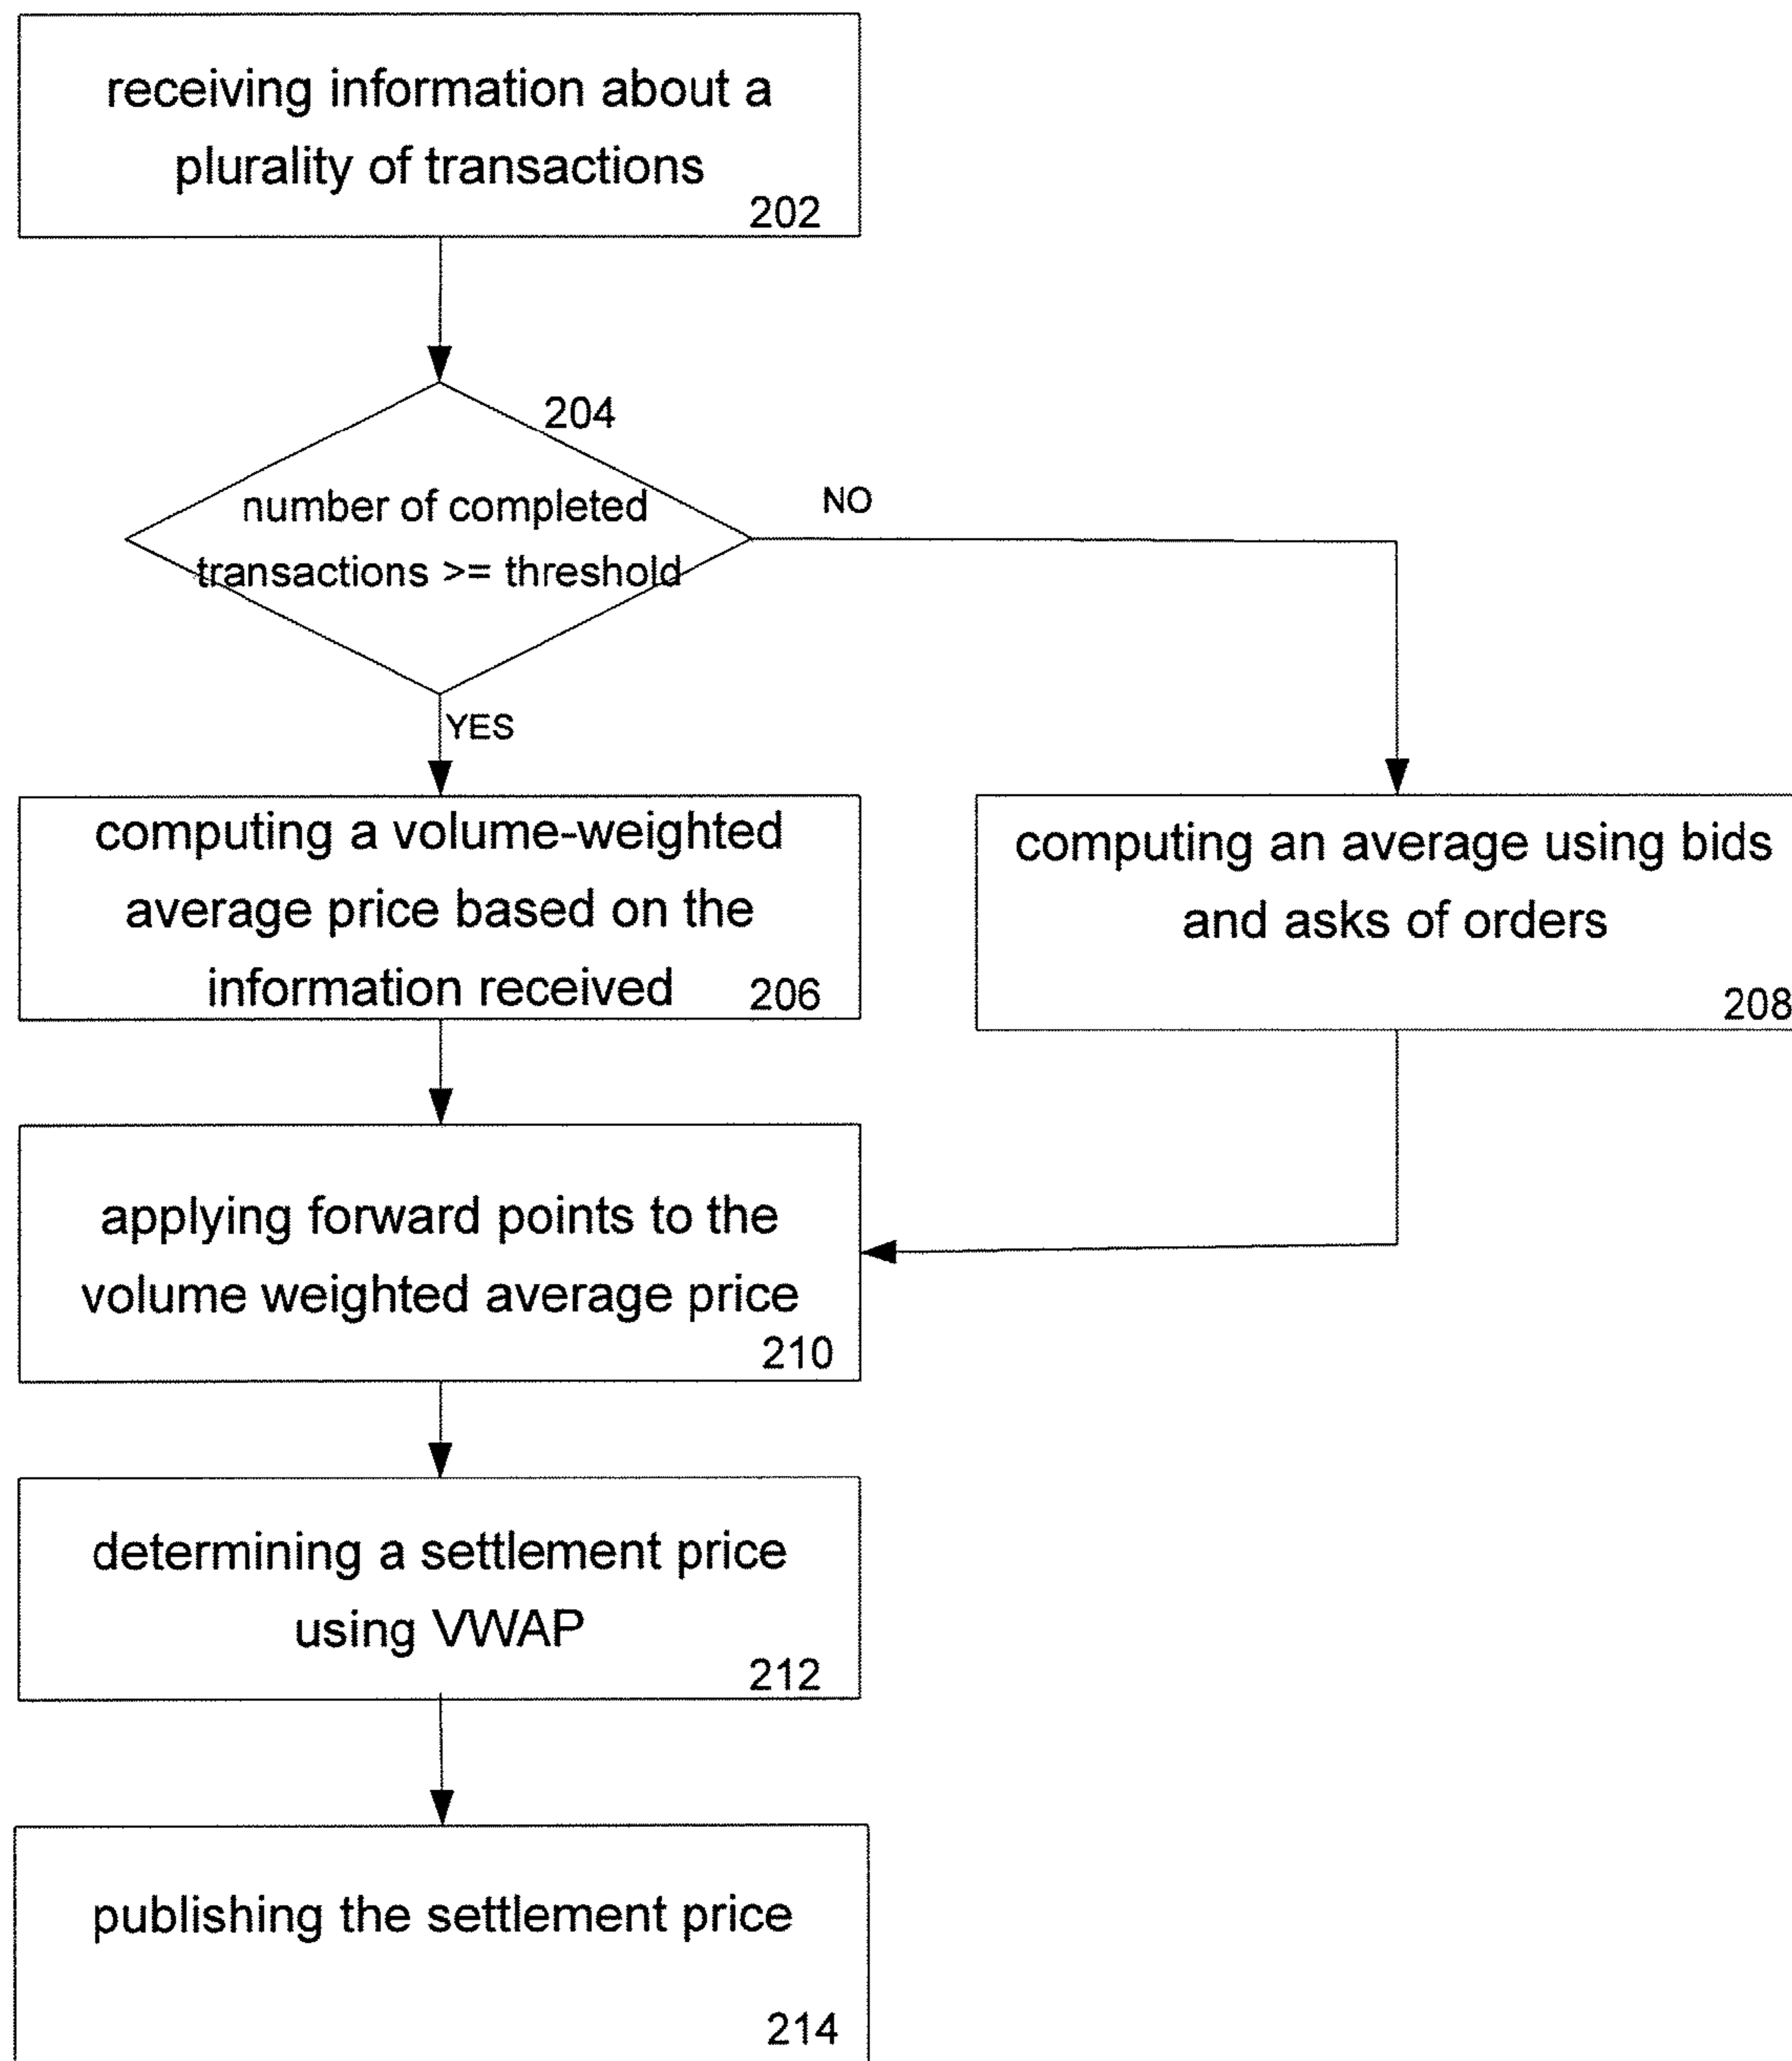 receiving information about a
plurality of transactions
202
204
number of completed
transactions >= threshold
NO
YES
computing a volume-weighted
average price based on the
information received
206
computing an average using bids
and asks of orders
208
applying forward points to the
volume weighted average price
210
determining a settlement price
using VWAP
212
publishing the settlement price
214